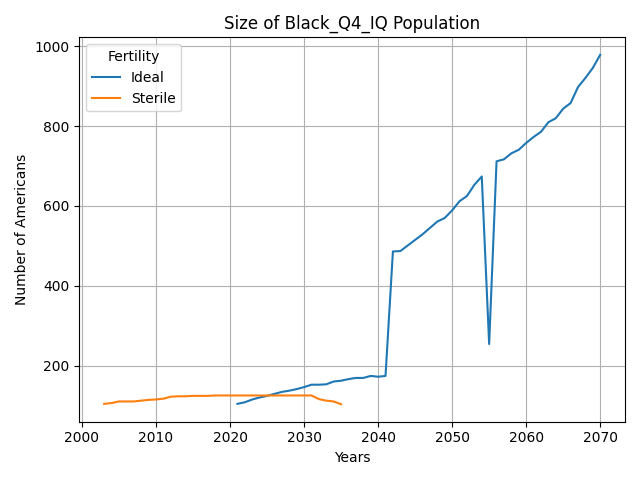 Size of Black_Q4_IQ Population
Fertility
Ideal
Sterile
Number of Americans
1000
800
600
400
200
2000 2010 2020 2030 2040 2050 2060 2070
Years